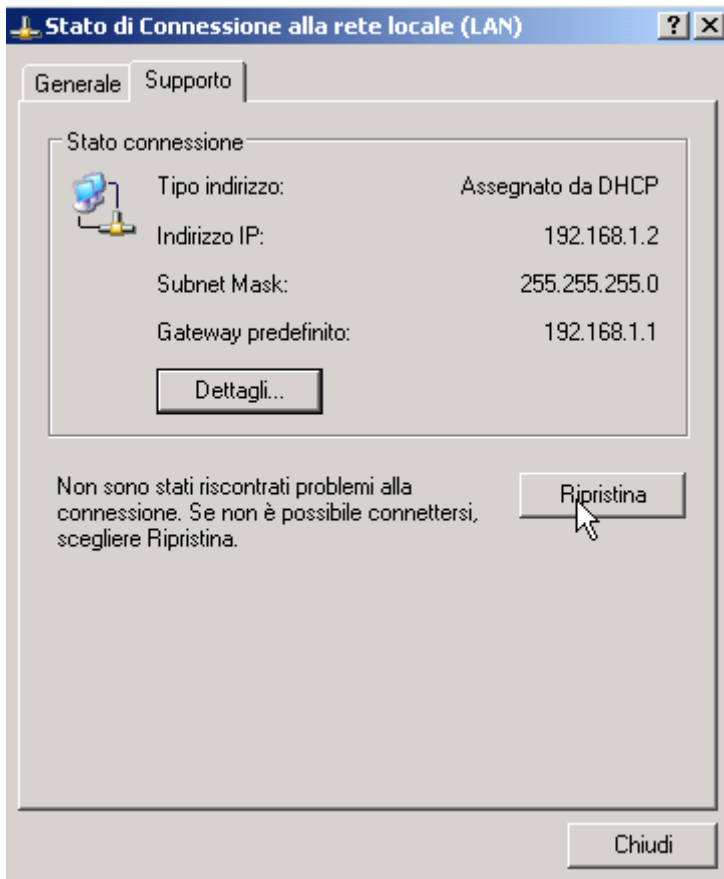 Stato di Connessione alla rete locale (LAN)
Generale
Supporto
Stato connessione
Tipo indirizzo: Assegnato da DHCP
Indirizzo IP: 192.168.1.2
Subnet Mask: 255.255.255.0
Gateway predefinito: 192.168.1.1
Dettagli...
Non sono stati riscontrati problemi alla
connessione. Se non è possibile connettersi,
scegliere Ripristina.
Ripristina
Chiudi